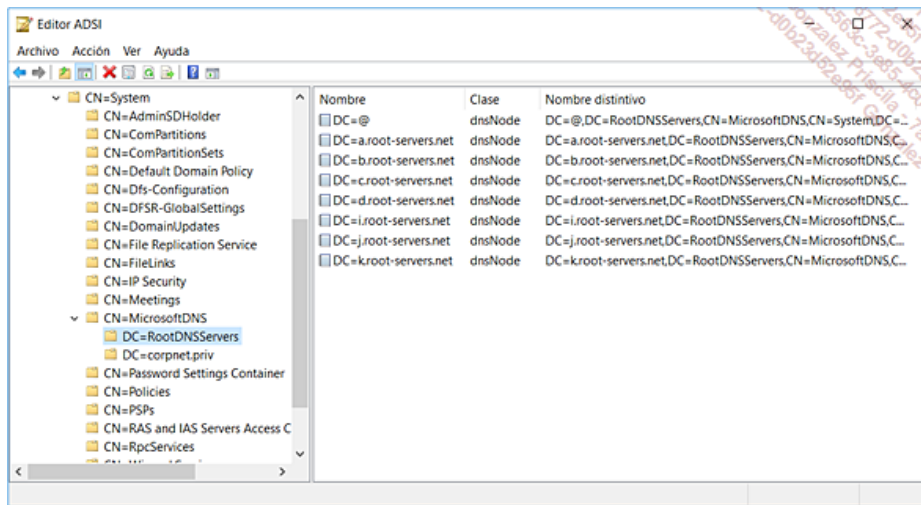 Editor ADSI
Archivo Acción Ver Ayuda
CN=System
CN=AdminSDHolder
CN=ComPartitions
CN=ComPartitionSets
CN=Default Domain Policy
CN=Dfs-Configuration
CN=DFSR-GlobalSettings
CN=DomainUpdates
CN=File Replication Service
CN=FileLinks
CN=IP Security
CN=Meetings
CN=MicrosoftDNS
DC=RootDNSServers
DC=corpnet.priv
CN=Password Settings Container
CN=Policies
CN=PSPs
CN=RAS and IAS Servers Access C
CN=RpcServices
Nombre Clase Nombre distintivo
DC=@ dnsNode DC=@,DC=RootDNSServers,CN=MicrosoftDNS,CN=System,DC=...
DC=a.root-servers.net dnsNode DC=a.root-servers.net,DC=RootDNSServers,CN=MicrosoftDNS,C...
DC=b.root-servers.net dnsNode DC=b.root-servers.net,DC=RootDNSServers,CN=MicrosoftDNS,C...
DC=c.root-servers.net dnsNode DC=c.root-servers.net,DC=RootDNSServers,CN=MicrosoftDNS,C...
DC=d.root-servers.net dnsNode DC=d.root-servers.net,DC=RootDNSServers,CN=MicrosoftDNS,C...
DC=i.root-servers.net dnsNode DC=i.root-servers.net,DC=RootDNSServers,CN=MicrosoftDNS,C...
DC=j.root-servers.net dnsNode DC=j.root-servers.net,DC=RootDNSServers,CN=MicrosoftDNS,C...
DC=k.root-servers.net dnsNode DC=k.root-servers.net,DC=RootDNSServers,CN=MicrosoftDNS,C...